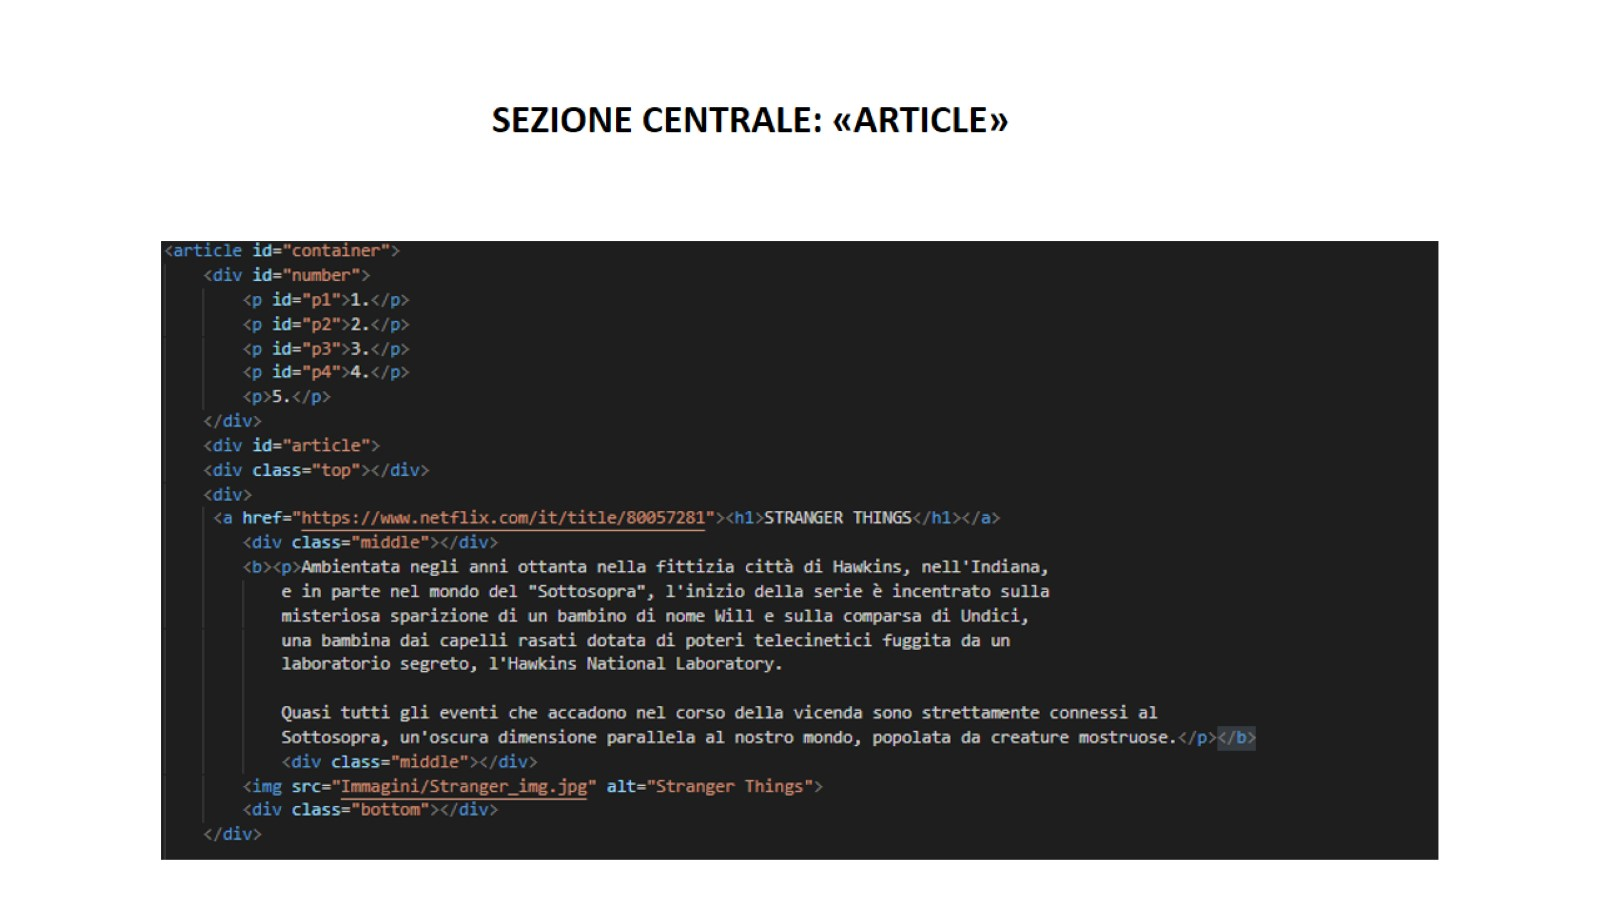 SEZIONE CENTRALE: «ARTICLE»
<article id="container">
<div id="number">
<p id="p1">1.</p>
<p id="p2">2.</p>
<p id="p3">3.</p>
<p id="p4">4.</p>
<p>5.</p>
</div>
<div id="article">
<div class="top"></div>
<div>
<a href="https://www.netflix.com/it/title/80057281"><h1>STRANGER THINGS</h1></a>
<div class="middle"></div>
<b><p>Ambientata negli anni ottanta nella fittizia città di Hawkins, nell'Indiana,
e in parte nel mondo del "Sottosopra", l'inizio della serie è incentrato sulla
misteriosa sparizione di un bambino di nome Will e sulla comparsa di Undici,
una bambina dai capelli rasati dotata di poteri telecinetici fuggita da un
laboratorio segreto, l'Hawkins National Laboratory.
Quasi tutti gli eventi che accadono nel corso della vicenda sono strettamente connessi al
Sottosopra, un'oscura dimensione parallela al nostro mondo, popolata da creature mostruose.</p></b>
<div class="middle"></div>
<img src="Immagini/Stranger_img.jpg" alt="Stranger Things">
<div class="bottom"></div>
</div>